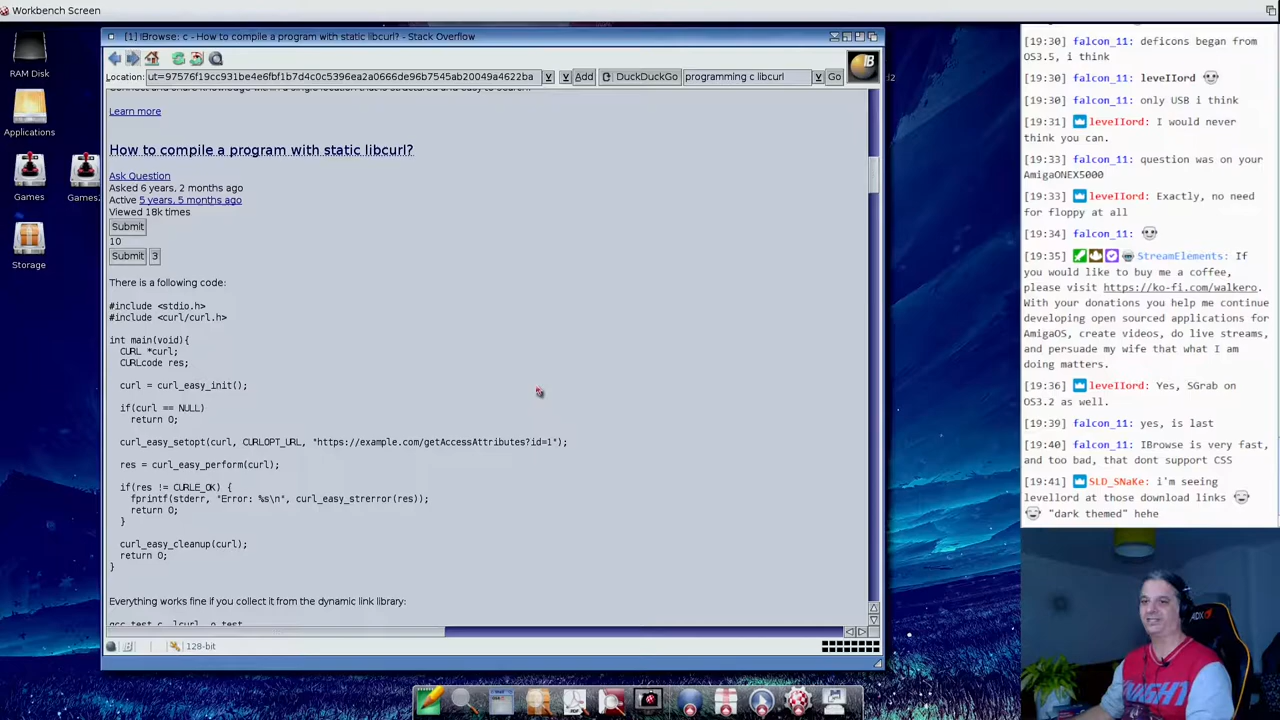 Workbench Screen
RAM Disk
Applications
Games
Games
Storage
[1] IBrowse: c - How to compile a program with static libcurl? - Stack Overflow
Location: ut=97576f19cc931be4e6fbf1b7d4c0c5396ea2a0666de96b7545ab20049a4622ba
Add
DuckDuckGo
programming c libcurl
Go
Learn more
How to compile a program with static libcurl?
Ask Question
Asked 6 years, 2 months ago
Active 5 years, 5 months ago
Viewed 18k times
Submit
10
Submit 3
There is a following code:
#include <stdio.h>
#include <curl/curl.h>
int main(void){
CURL *curl;
CURLcode res;
curl = curl_easy_init();
if(curl == NULL)
return 0;
curl_easy_setopt(curl, CURLOPT_URL, "https://example.com/getAccessAttributes?id=1");
res = curl_easy_perform(curl);
if(res != CURLE_OK) {
fprintf(stderr, "Error: %s\n", curl_easy_strerror(res));
return 0;
}
curl_easy_cleanup(curl);
return 0;
}
Everything works fine if you collect it from the dynamic link library:
gcc test.c -lcurl -o test
128-bit
[19:30] falcon_11: deficons began from
OS3.5, i think
[19:30] falcon_11: leveIIord
[19:30] falcon_11: only USB i think
[19:31] leveIIord: I would never
think you can.
[19:33] falcon_11: question was on your
AmigaONEX5000
[19:33] leveIIord: Exactly, no need
for floppy at all
[19:34] falcon_11:
[19:35] StreamElements: If
you would like to buy me a coffee,
please visit https://ko-fi.com/walkero.
With your donations you help me continue
developing open sourced applications for
AmigaOS, create videos, do live streams,
and persuade my wife that what I am
doing matters.
[19:36] leveIIord: Yes, SGrab on
OS3.2 as well.
[19:39] falcon_11: yes, is last
[19:40] falcon_11: IBrowse is very fast,
and too bad, that dont support CSS
[19:41] SLD_SNaKe: i'm seeing
levellord at those download links
"dark themed" hehe